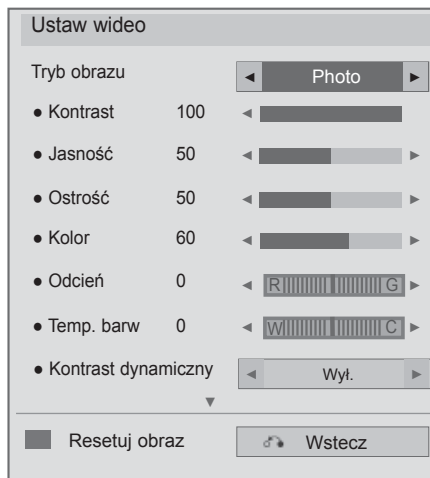 Ustaw wideo
Tryb obrazu ◄ Photo ►
● Kontrast 100 ◄
● Jasność 50 ◄ ►
● Ostrość 50 ◄ ►
● Kolor 60 ◄ ►
● Odcień 0 ◄ R G ►
● Temp. barw 0 ◄ W C ►
● Kontrast dynamiczny ◄ Wył. ►
▼
Resetuj obraz Wstecz